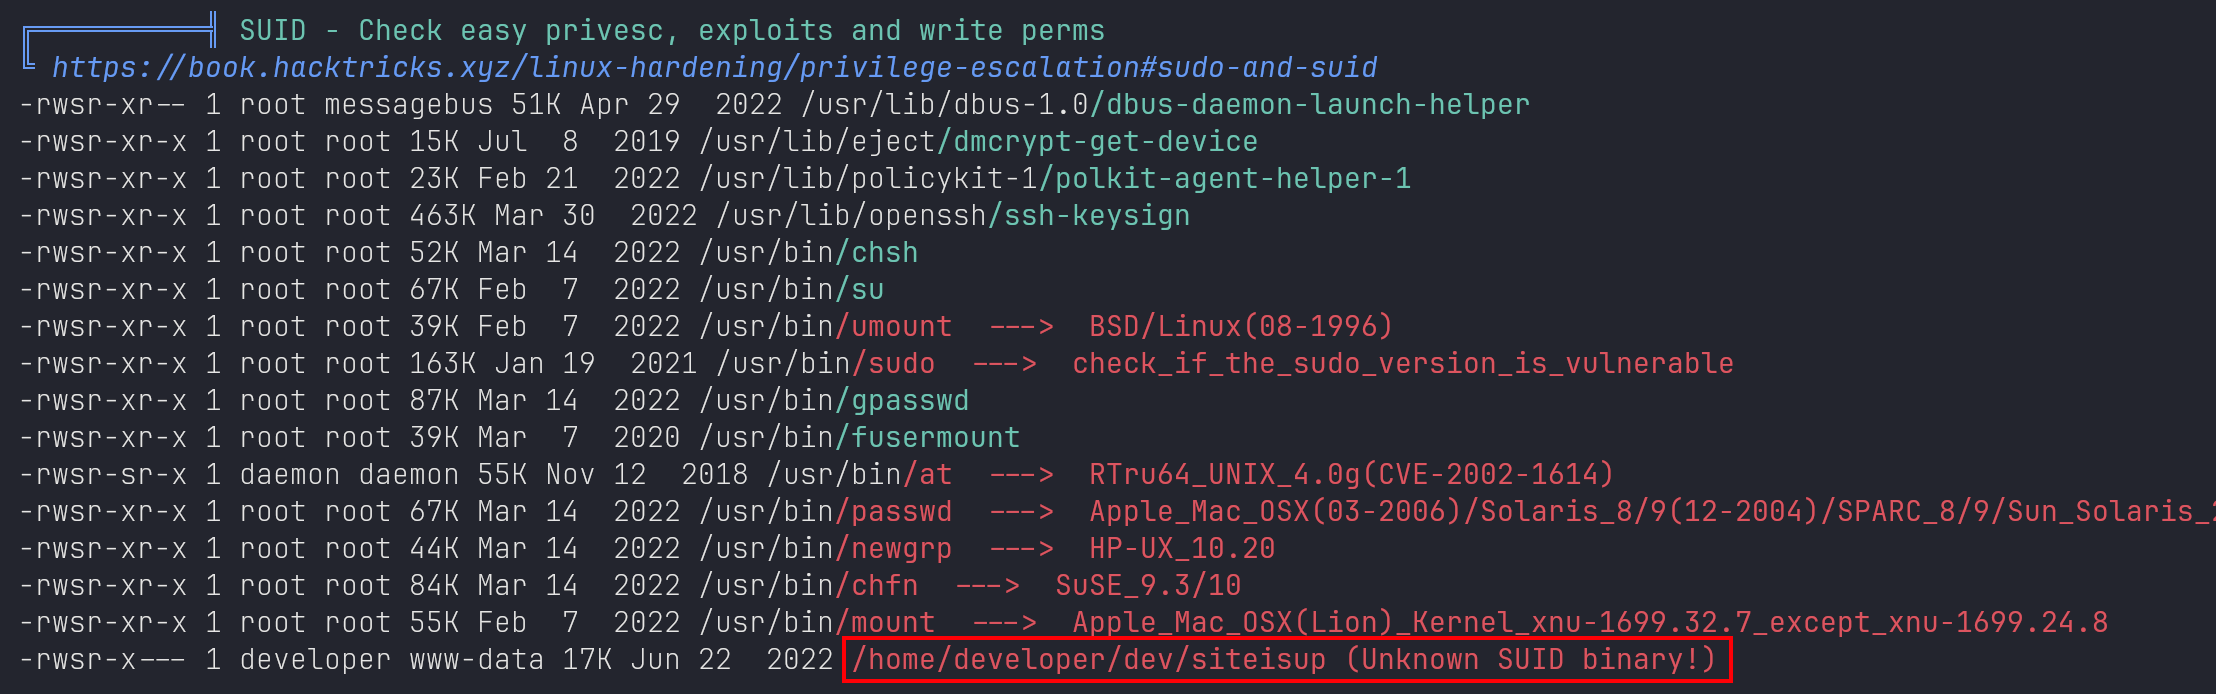 ╔══════════╣ SUID - Check easy privesc, exploits and write perms
╚ https://book.hacktricks.xyz/linux-hardening/privilege-escalation#sudo-and-suid
-rwsr-xr-- 1 root messagebus 51K Apr 29  2022 /usr/lib/dbus-1.0/dbus-daemon-launch-helper
-rwsr-xr-x 1 root root 15K Jul  8  2019 /usr/lib/eject/dmcrypt-get-device
-rwsr-xr-x 1 root root 23K Feb 21  2022 /usr/lib/policykit-1/polkit-agent-helper-1
-rwsr-xr-x 1 root root 463K Mar 30  2022 /usr/lib/openssh/ssh-keysign
-rwsr-xr-x 1 root root 52K Mar 14  2022 /usr/bin/chsh
-rwsr-xr-x 1 root root 67K Feb  7  2022 /usr/bin/su
-rwsr-xr-x 1 root root 39K Feb  7  2022 /usr/bin/umount  --->  BSD/Linux(08-1996)
-rwsr-xr-x 1 root root 163K Jan 19  2021 /usr/bin/sudo  --->  check_if_the_sudo_version_is_vulnerable
-rwsr-xr-x 1 root root 87K Mar 14  2022 /usr/bin/gpasswd
-rwsr-xr-x 1 root root 39K Mar  7  2020 /usr/bin/fusermount
-rwsr-sr-x 1 daemon daemon 55K Nov 12  2018 /usr/bin/at  --->  RTru64_UNIX_4.0g(CVE-2002-1614)
-rwsr-xr-x 1 root root 67K Mar 14  2022 /usr/bin/passwd  --->  Apple_Mac_OSX(03-2006)/Solaris_8/9(12-2004)/SPARC_8/9/Sun_Solaris_2
-rwsr-xr-x 1 root root 44K Mar 14  2022 /usr/bin/newgrp  --->  HP-UX_10.20
-rwsr-xr-x 1 root root 84K Mar 14  2022 /usr/bin/chfn  --->  SuSE_9.3/10
-rwsr-xr-x 1 root root 55K Feb  7  2022 /usr/bin/mount  --->  Apple_Mac_OSX(Lion)_Kernel_xnu-1699.32.7_except_xnu-1699.24.8
-rwsr-x--- 1 developer www-data 17K Jun 22  2022 /home/developer/dev/siteisup (Unknown SUID binary!)